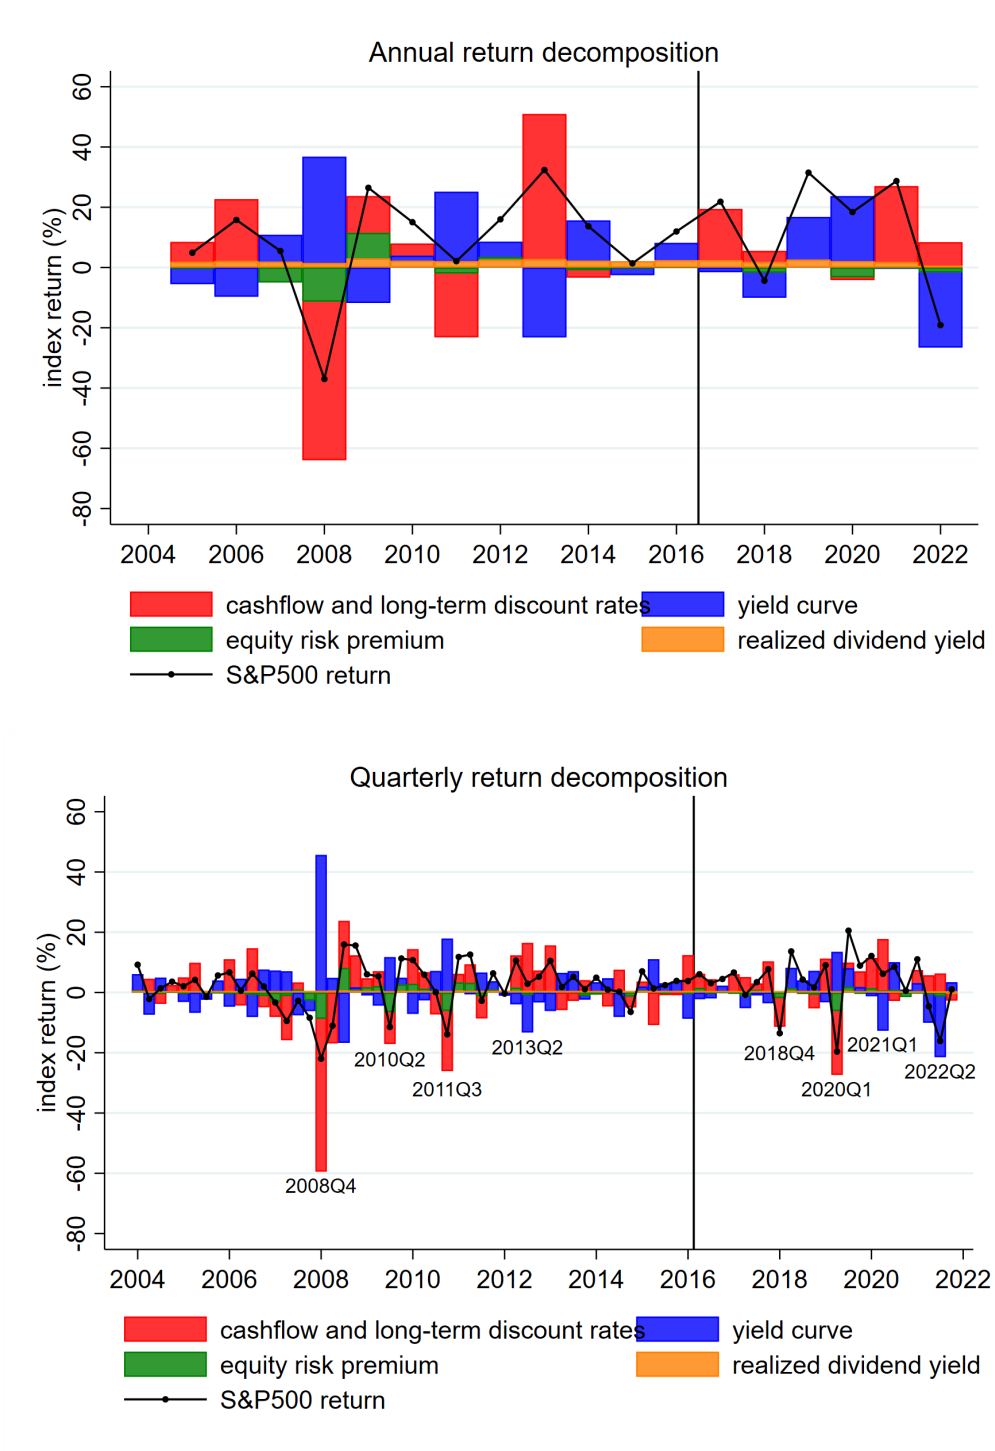 Annual return decomposition
60
40
20
0
-20
-40
-60
-80
index return (%)
2004 2006 2008 2010 2012 2014 2016 2018 2020 2022
cashflow and long-term discount rates yield curve
equity risk premium realized dividend yield
S&P500 return
Quarterly return decomposition
60
40
20
0
-20
-40
-60
-80
index return (%)
2010Q2 2013Q2 2018Q4 2021Q1
2011Q3 2020Q1 2022Q2
2008Q4
2004 2006 2008 2010 2012 2014 2016 2018 2020 2022
cashflow and long-term discount rates yield curve
equity risk premium realized dividend yield
S&P500 return